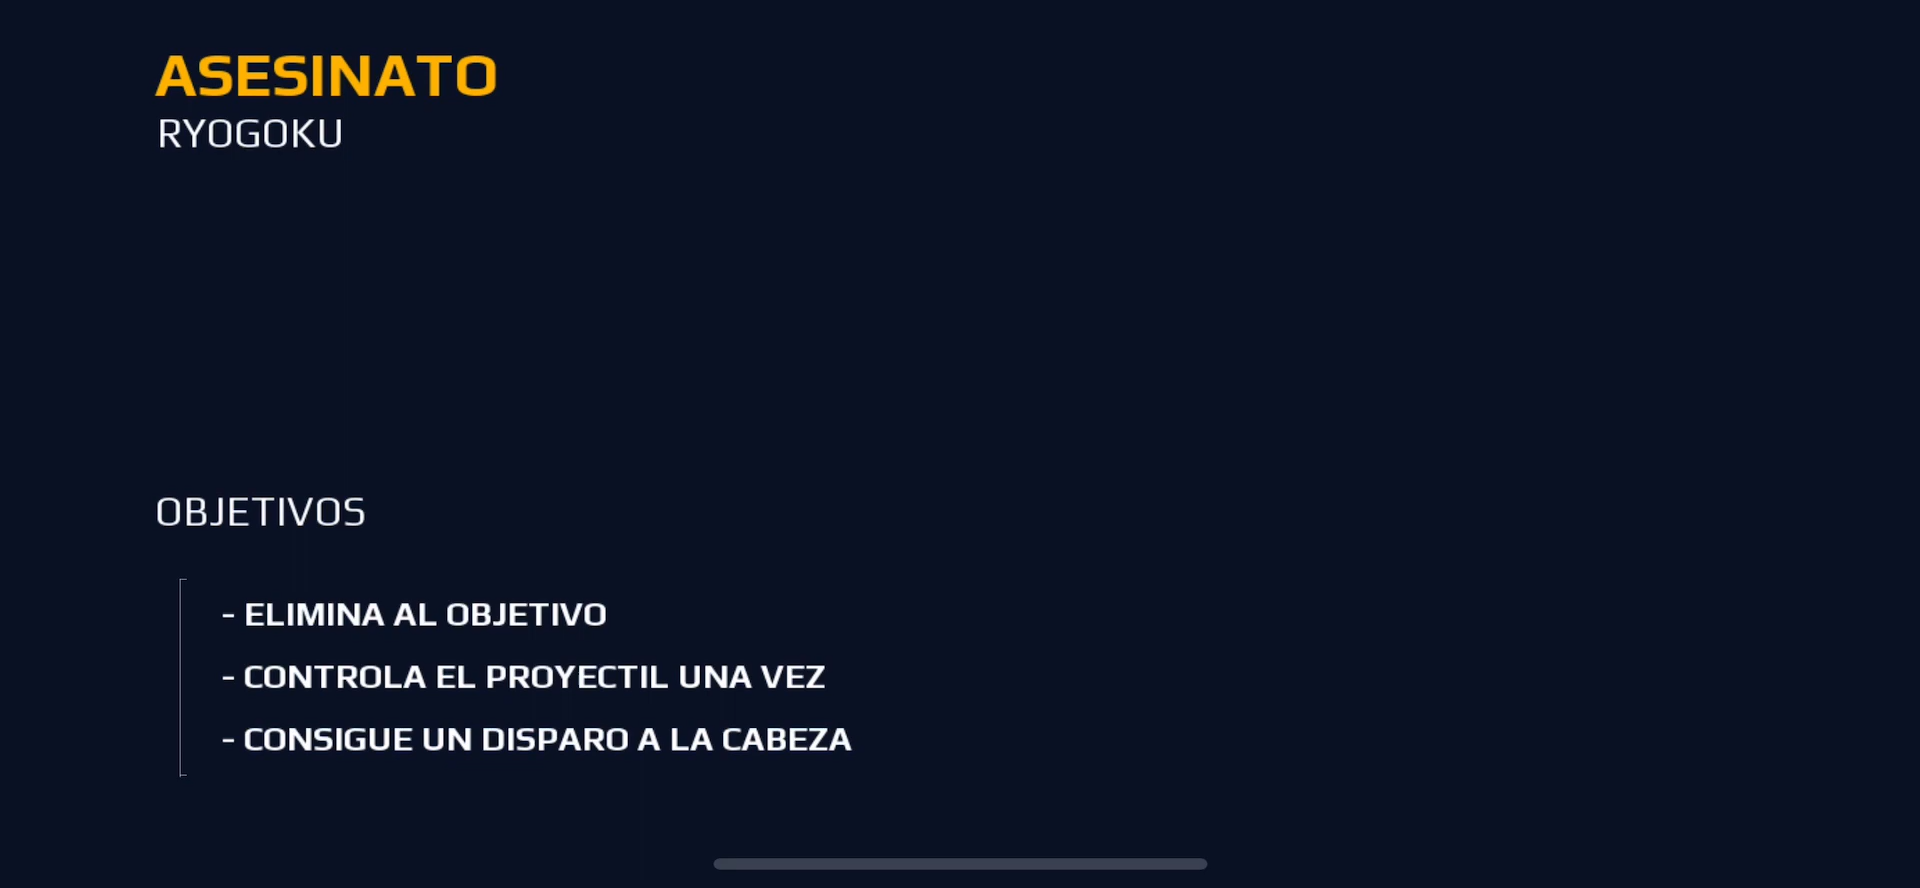 ASESINATO
RYOGOKU
OBJETIVOS
- ELIMINA AL OBJETIVO
- CONTROLA EL PROYECTIL UNA VEZ
- CONSIGUE UN DISPARO A LA CABEZA